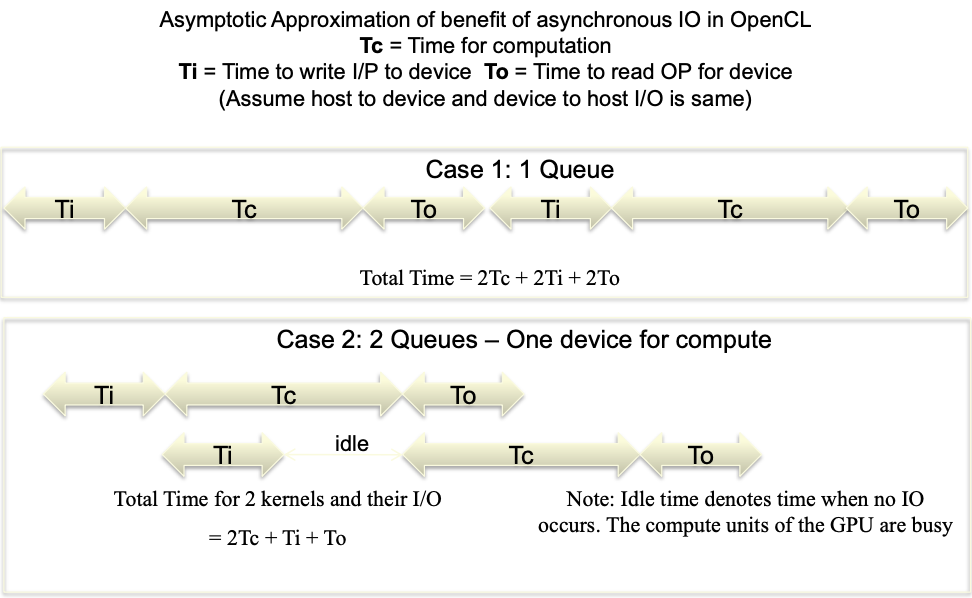 Asymptotic Approximation of benefit of asynchronous IO in OpenCL
Tc = Time for computation
Ti = Time to write I/P to device To = Time to read OP for device
(Assume host to device and device to host I/O is same)
Case 1: 1 Queue
Ti Tc To Ti Tc To
Total Time = 2Tc + 2Ti + 2To
Case 2: 2 Queues – One device for compute
Ti Tc To
Ti idle Tc To
Total Time for 2 kernels and their I/O
= 2Tc + Ti + To
Note: Idle time denotes time when no IO
occurs. The compute units of the GPU are busy